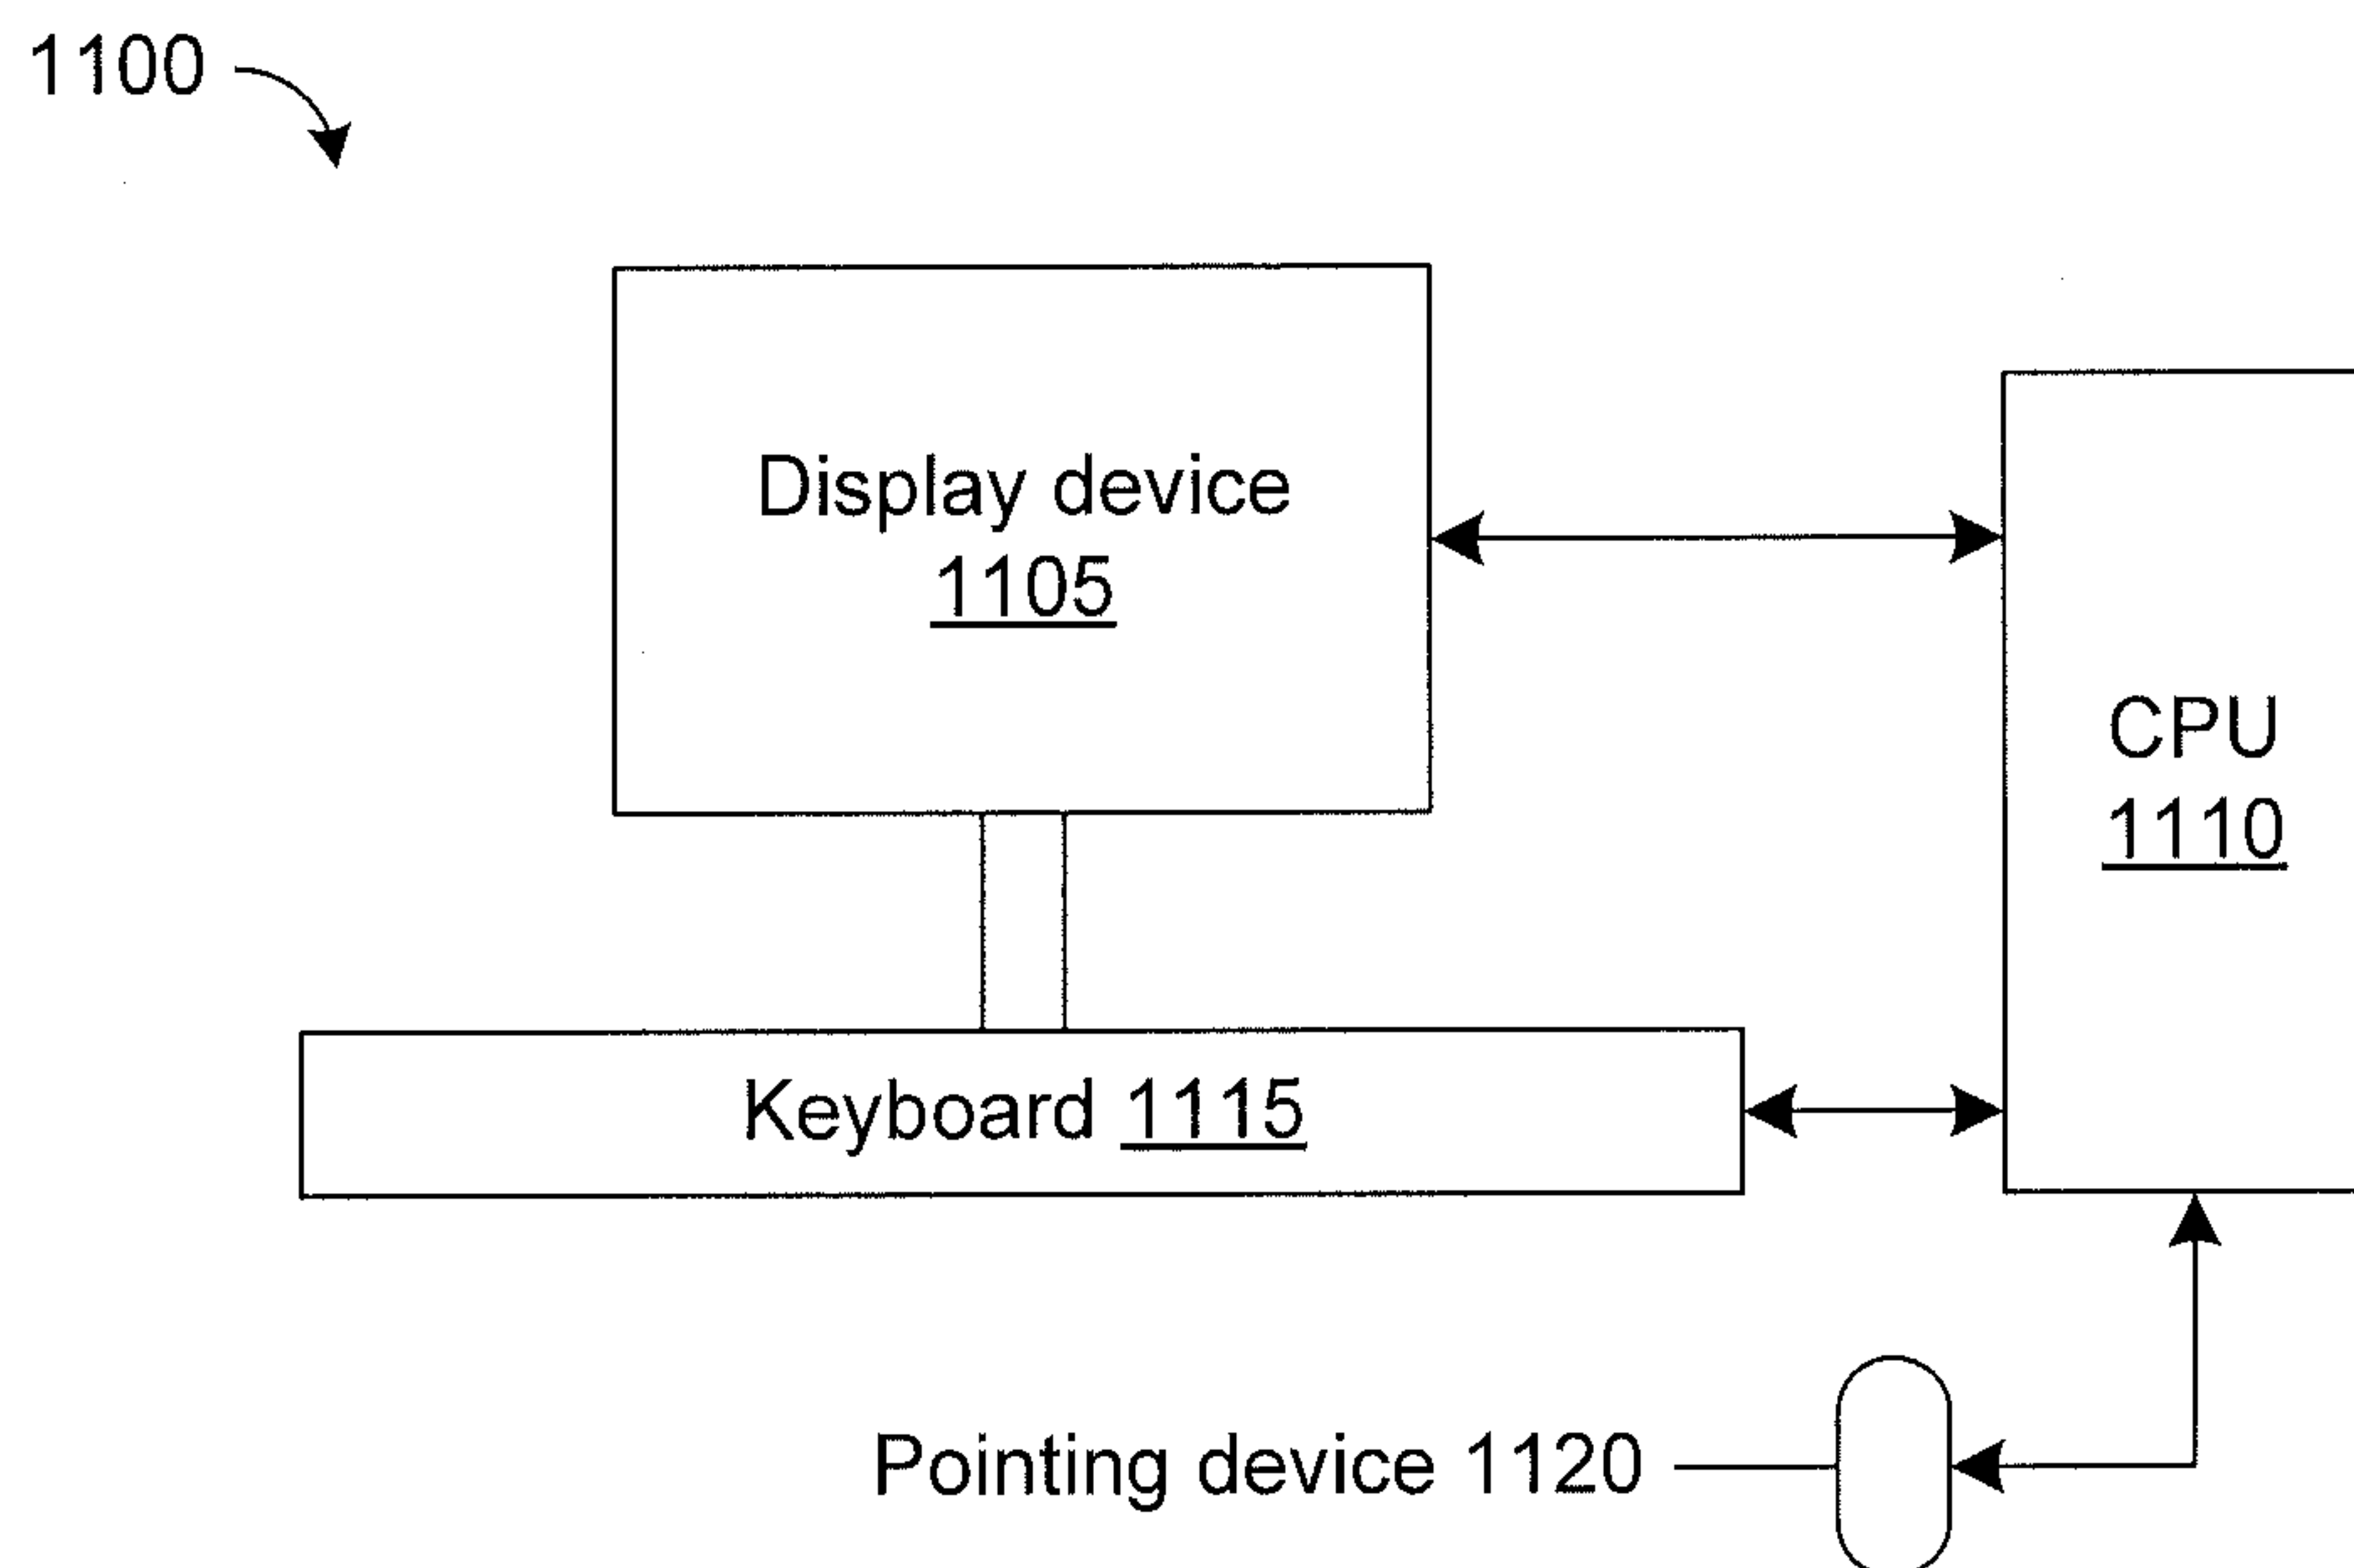 1100
Display device
1105
CPU
1110
Keyboard 1115
Pointing device 1120